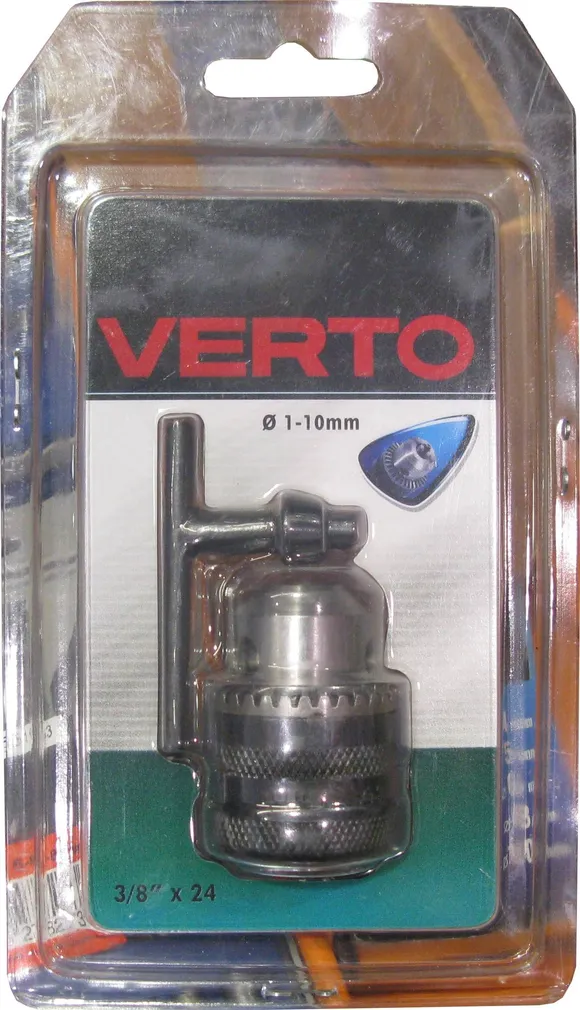 VERTO
Ø 1-10mm
3/8" x 24